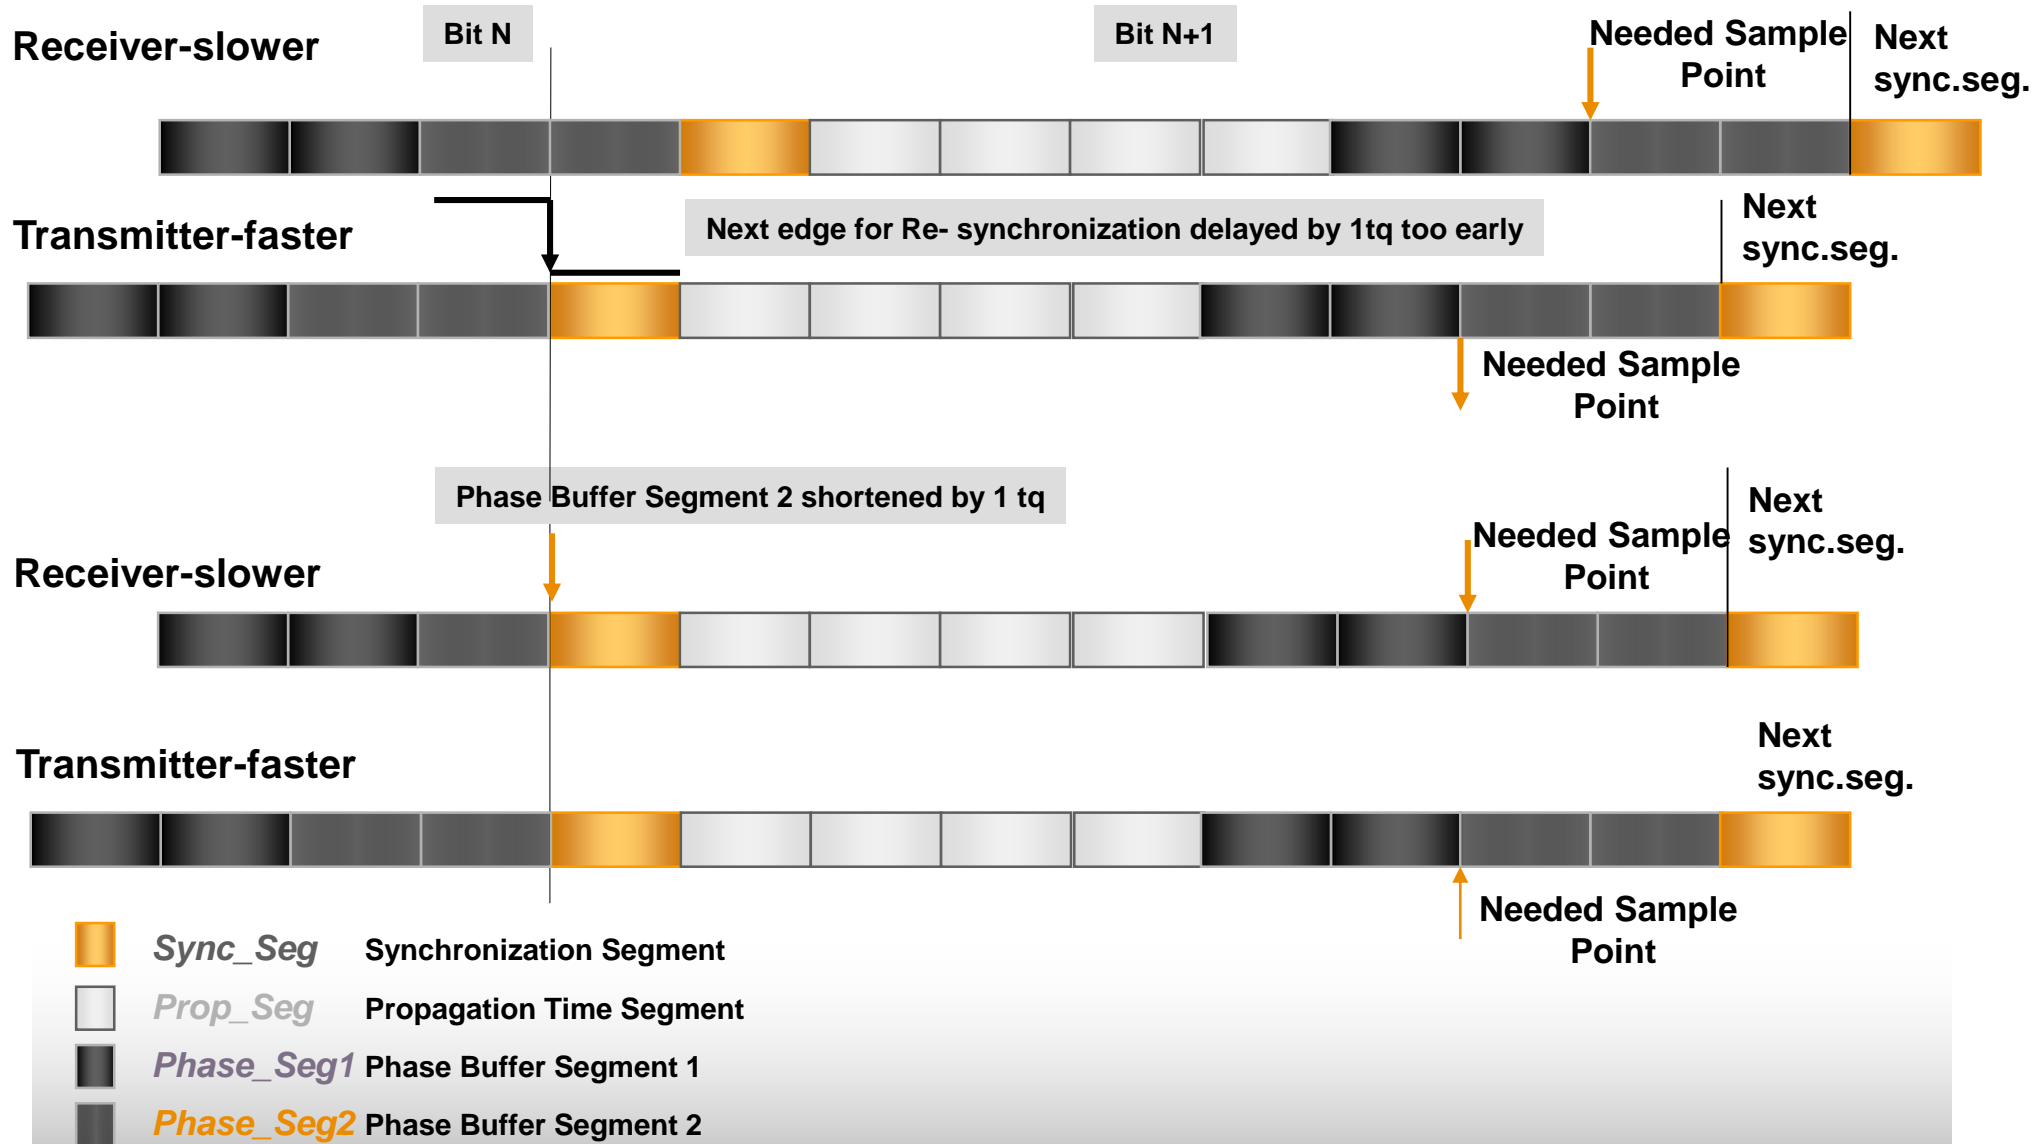 Receiver-slower
Bit N
Bit N+1
Needed Sample
Point
Next
sync.seg.
Transmitter-faster
Next edge for Re- synchronization delayed by 1tq too early
Next
sync.seg.
Needed Sample
Point
Phase Buffer Segment 2 shortened by 1 tq
Receiver-slower
Needed Sample
Point
Next
sync.seg.
Transmitter-faster
Next
sync.seg.
Needed Sample
Point
Sync_Seg Synchronization Segment
Prop_Seg Propagation Time Segment
Phase_Seg1 Phase Buffer Segment 1
Phase_Seg2 Phase Buffer Segment 2